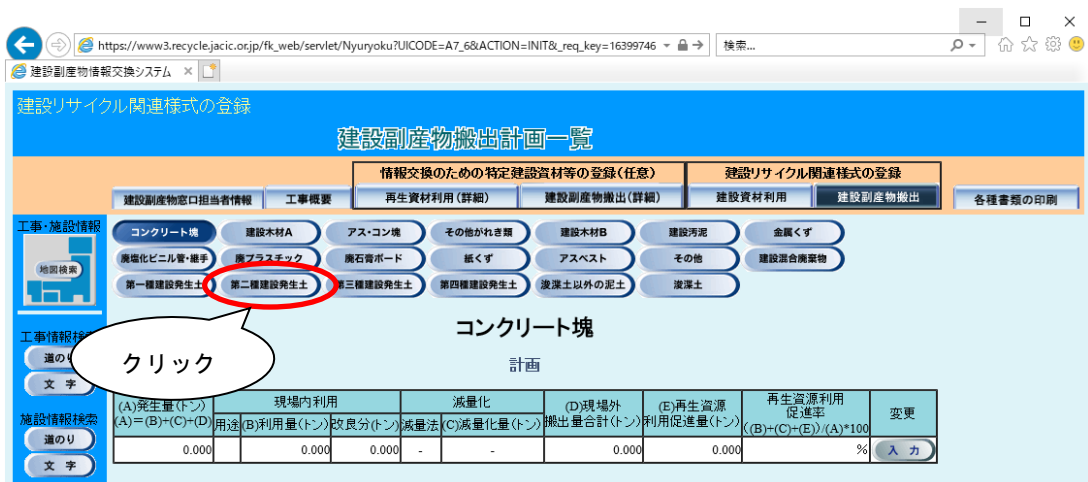 https://www3.recycle.jacic.or.jp/fk_web/servlet/Nyuryoku?UICODE=A7_6&ACTION=INIT&_req_key=16399746
検索...
建設副産物情報交換システム
建設リサイクル関連様式の登録
建設副産物搬出計画一覧
情報交換のための特定建設資材等の登録(任意)
建設リサイクル関連様式の登録
建設副産物窓口担当者情報
工事概要
再生資材利用(詳細)
建設副産物搬出(詳細)
建設資材利用
建設副産物搬出
各種書類の印刷
工事・施設情報
地図検索
コンクリート塊
建設木材A
アス・コン塊
その他がれき類
建設木材B
建設汚泥
金属くず
廃塩化ビニル管・継手
廃プラスチック
廃石膏ボード
紙くず
アスベスト
その他
建設混合廃棄物
第一種建設発生土
第二種建設発生土
第三種建設発生土
第四種建設発生土
浚渫土以外の泥土
浚渫土
クリック
工事情報検
道のり
文 字
施設情報検索
道のり
文 字
コンクリート塊
計画
(A)発生量(トン)
(A)=(B)+(C)+(D)
現場内利用
用途
(B)利用量(トン)
改良分(トン)
減量化
減量法
(C)減量化量(トン)
(D)現場外
搬出量合計(トン)
(E)再生資源
利用促進量(トン)
再生資源利用
促進率
((B)+(C)+(E))/(A)*100
変更
0.000
0.000
0.000
-
-
0.000
0.000
%
入 力